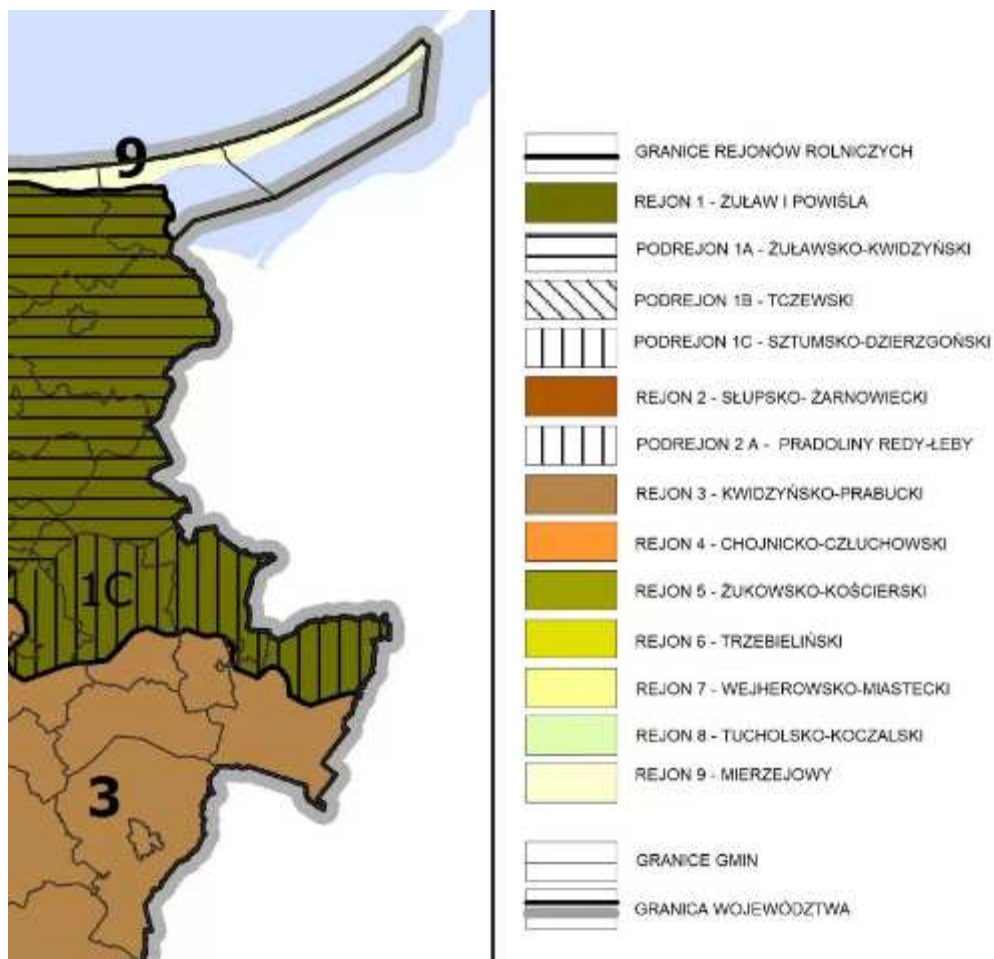 9
1C
3
GRANICE REJONÓW ROLNICZYCH
REJON 1 - ŻUŁAW I POWIŚLA
PODREJON 1A - ŻUŁAWSKO-KWIDZYŃSKI
PODREJON 1B - TCZEWSKI
PODREJON 1C - SZTUMSKO-DZIERZGOŃSKI
REJON 2 - SŁUPSKO- ŻARNOWIECKI
PODREJON 2 A - PRADOLINY REDY-ŁEBY
REJON 3 - KWIDZYŃSKO-PRABUCKI
REJON 4 - CHOJNICKO-CZŁUCHOWSKI
REJON 5 - ŻUKOWSKO-KOŚCIERSKI
REJON 6 - TRZEBIELIŃSKI
REJON 7 - WEJHEROWSKO-MIASTECKI
REJON 8 - TUCHOLSKO-KOCZALSKI
REJON 9 - MIERZEJOWY
GRANICE GMIN
GRANICA WOJEWÓDZTWA